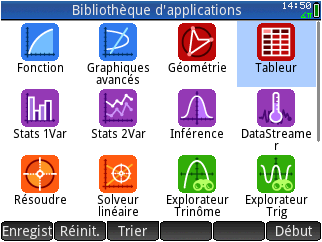 Bibliothèque d'applications
14:50
Fonction
Graphiques
avancés
Géométrie
Tableur
Stats 1Var
Stats 2Var
Inférence
DataStreame
r
Résoudre
Solveur
linéaire
Explorateur
Trinôme
Explorateur
Trig
Enregist
Réinit.
Trier
Début